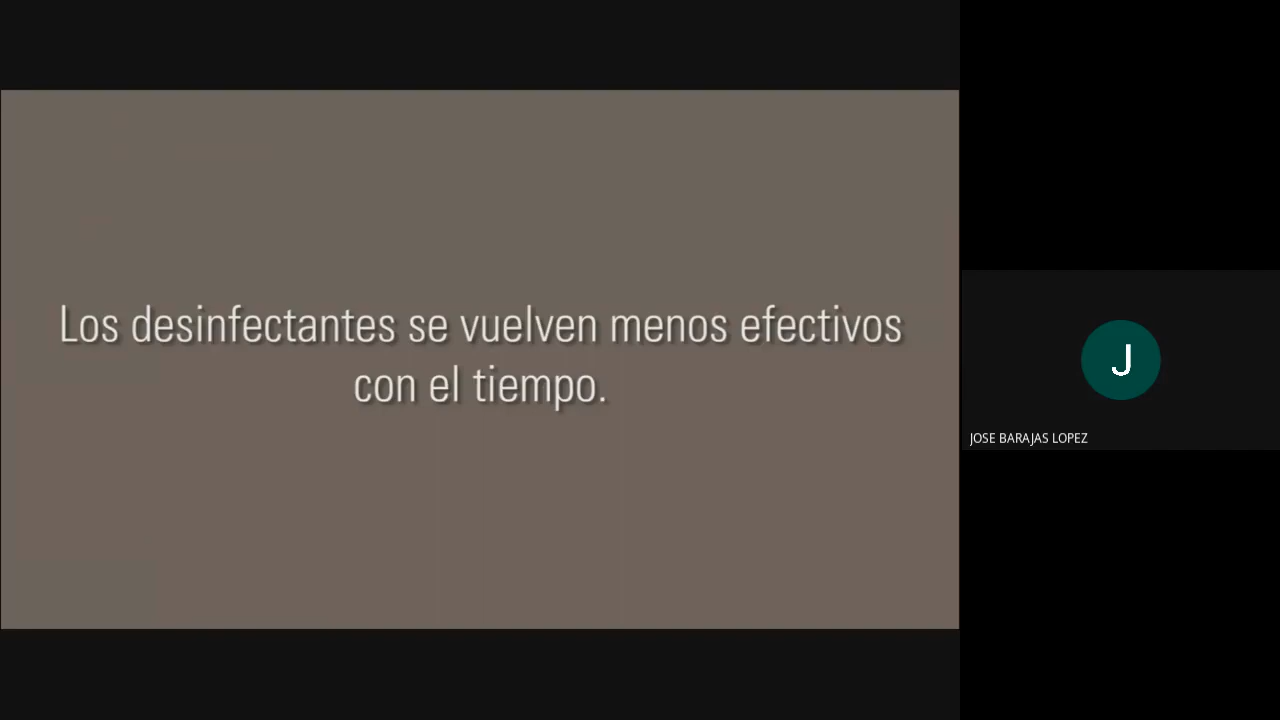 Los desinfectantes se vuelven menos efectivos
con el tiempo.
J
JOSE BARAJAS LOPEZ